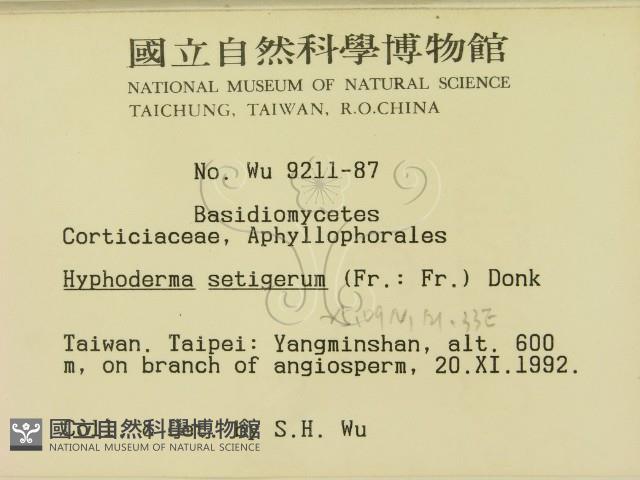 國立自然科學博物館
NATIONAL MUSEUM OF NATURAL SCIENCE
TAICHUNG, TAIWAN, R.O.CHINA
No. Wu 9211-87
Basidiomycetes
Corticiaceae, Aphyllophorales
Hyphoderma setigerum (Fr.: Fr.) Donk
Taiwan. Taipei: Yangminshan, alt. 600
m, on branch of angiosperm, 20.XI.1992.
by S.H. Wu
國立自然科學博物館
NATIONAL MUSEUM OF NATURAL SCIENCE